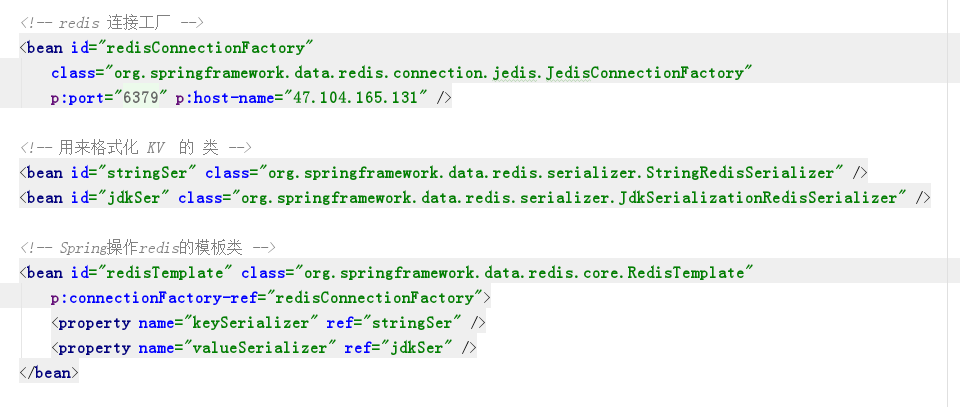 <!-- redis 连接工厂 -->
<bean id="redisConnectionFactory"
class="org.springframework.data.redis.connection.jedis.JedisConnectionFactory"
p:port="6379" p:host-name="47.104.165.131" />
<!-- 用来格式化 KV  的 类 -->
<bean id="stringSer" class="org.springframework.data.redis.serializer.StringRedisSerializer" />
<bean id="jdkSer" class="org.springframework.data.redis.serializer.JdkSerializationRedisSerializer" />
<!-- Spring操作redis的模板类 -->
<bean id="redisTemplate" class="org.springframework.data.redis.core.RedisTemplate"
p:connectionFactory-ref="redisConnectionFactory">
<property name="keySerializer" ref="stringSer" />
<property name="valueSerializer" ref="jdkSer" />
</bean>